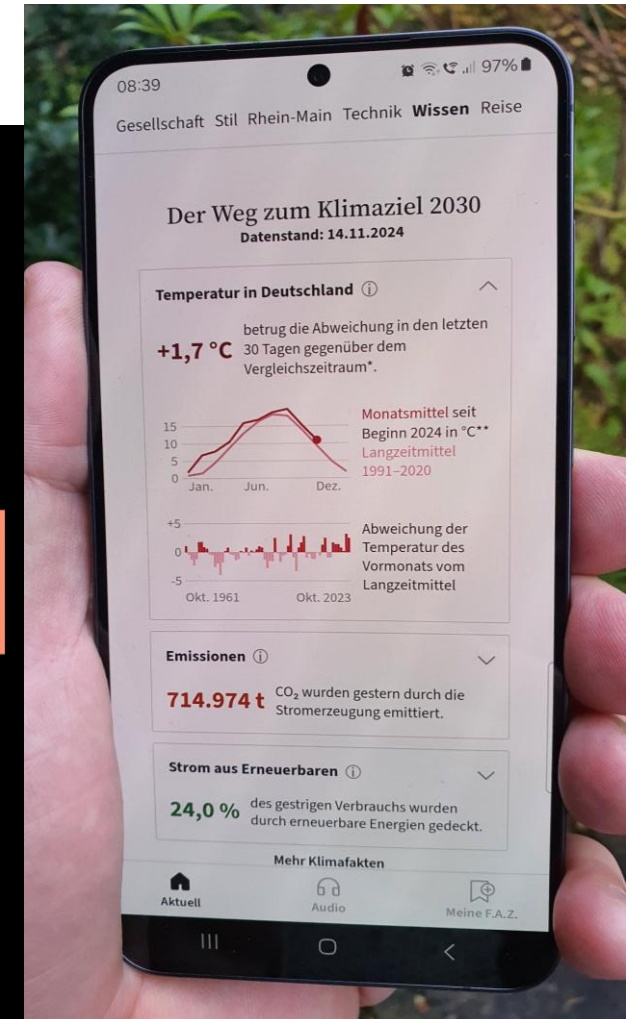 08:39
97%
Gesellschaft Stil Rhein-Main Technik Wissen Reise
Der Weg zum Klimaziel 2030
Datenstand: 14.11.2024
Temperatur in Deutschland
+1,7 °C
betrug die Abweichung in den letzten
30 Tagen gegenüber dem
Vergleichszeitraum*.
15
10
5
0
Jan. Jun. Dez.
Monatsmittel seit
Beginn 2024 in °C**
Langzeitmittel
1991–2020
+5
0
-5
Okt. 1961 Okt. 2023
Abweichung der
Temperatur des
Vormonats vom
Langzeitmittel
Emissionen
714.974 t
CO₂ wurden gestern durch die
Stromerzeugung emittiert.
Strom aus Erneuerbaren
24,0 %
des gestrigen Verbrauchs wurden
durch erneuerbare Energien gedeckt.
Mehr Klimafakten
Aktuell
Audio
Meine F.A.Z.